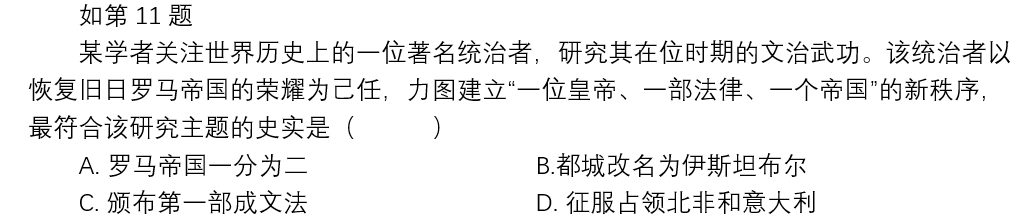 如第 11 题
某学者关注世界历史上的一位著名统治者，研究其在位时期的文治武功。该统治者以
恢复旧日罗马帝国的荣耀为己任，力图建立“一位皇帝、一部法律、一个帝国”的新秩序，
最符合该研究主题的史实是（　　　）
A. 罗马帝国一分为二　　　B.都城改名为伊斯坦布尔
C. 颁布第一部成文法　　　D. 征服占领北非和意大利